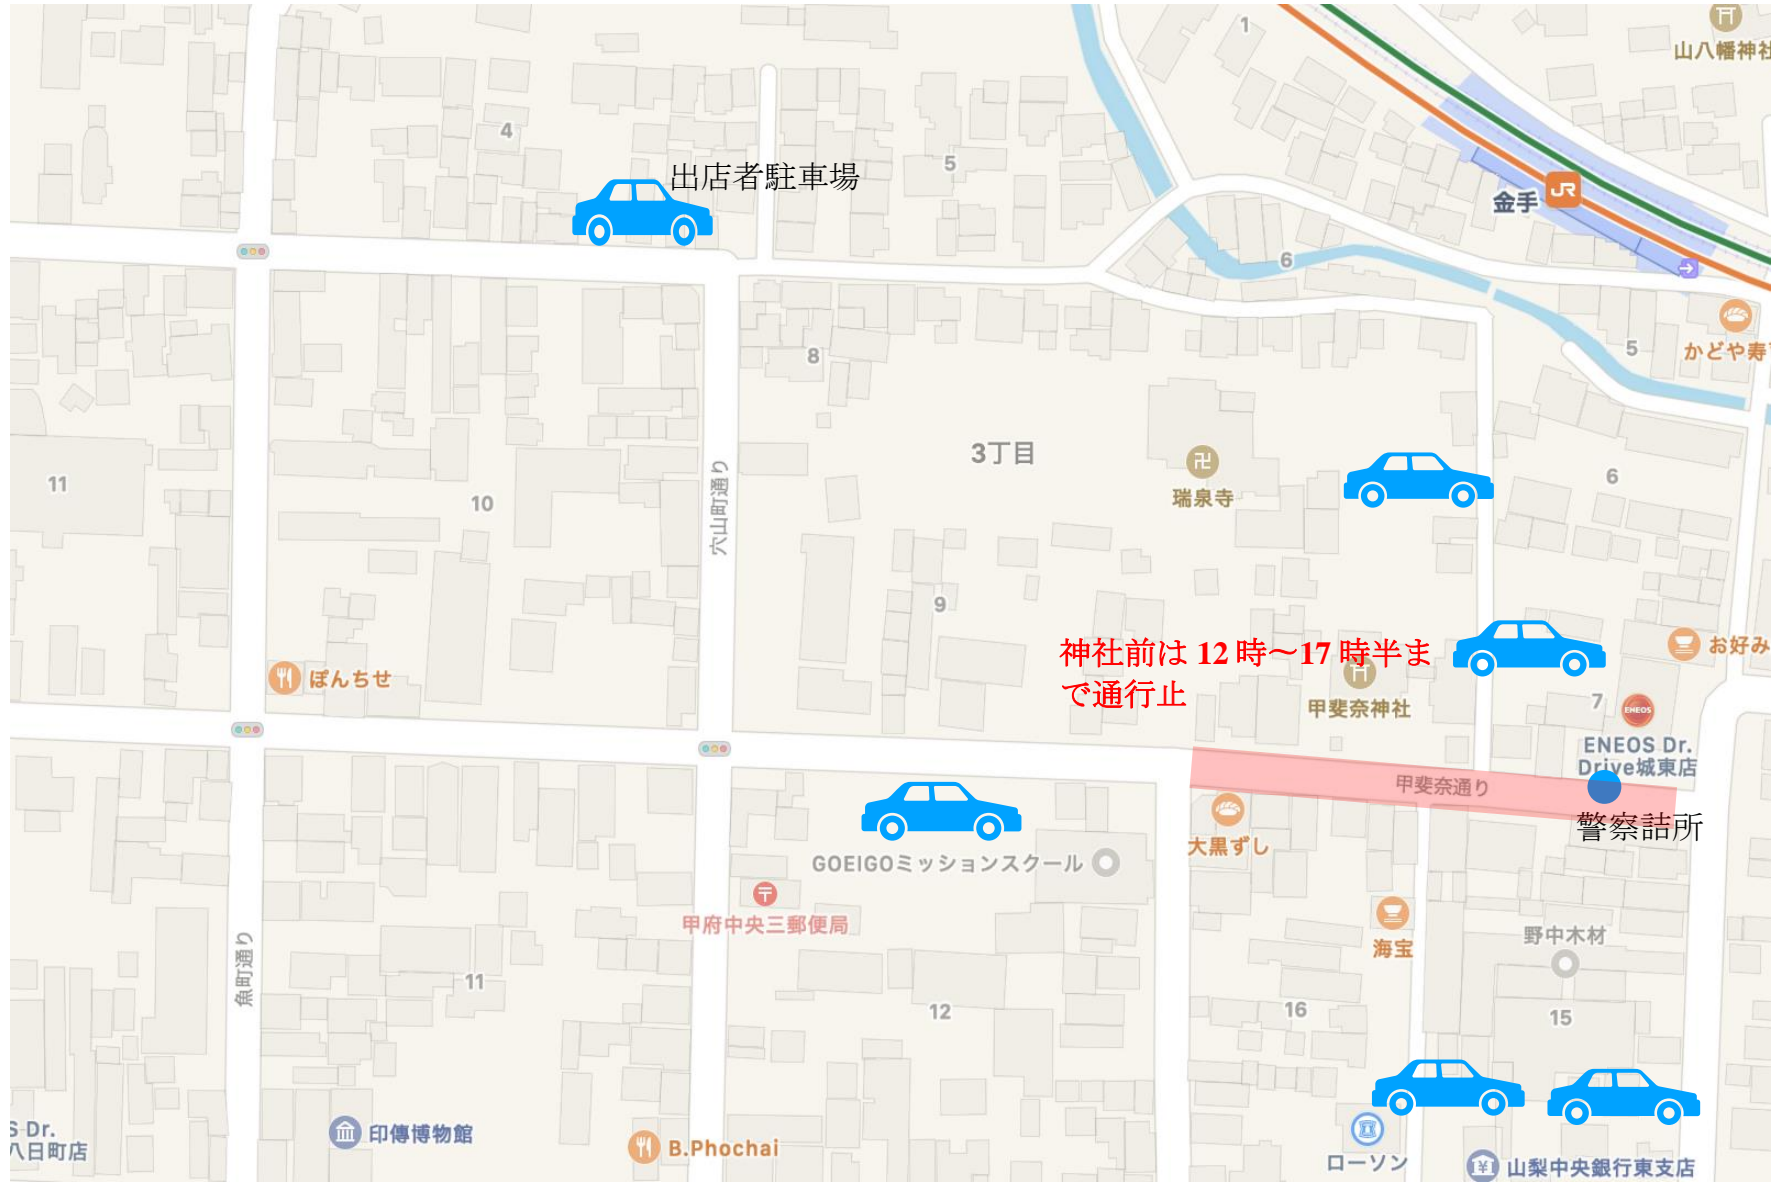 山八幡神社
1
4
出店者駐車場
5
金手
JR
6
8
5
かどや寿
3丁目
11
10
穴山町通り
卍
瑞泉寺
6
9
神社前は 12 時～17 時半ま
で通行止
お好み
ぽんちせ
甲斐奈神社
7
ENEOS
ENEOS Dr.
Drive城東店
甲斐奈通り
警察詰所
大黒ずし
GOEIGOミッションスクール
〒
甲府中央三郵便局
海宝
野中木材
魚町通り
11
12
16
15
S Dr.
八日町店
印傳博物館
B.Phochai
ローソン
¥
山梨中央銀行東支店